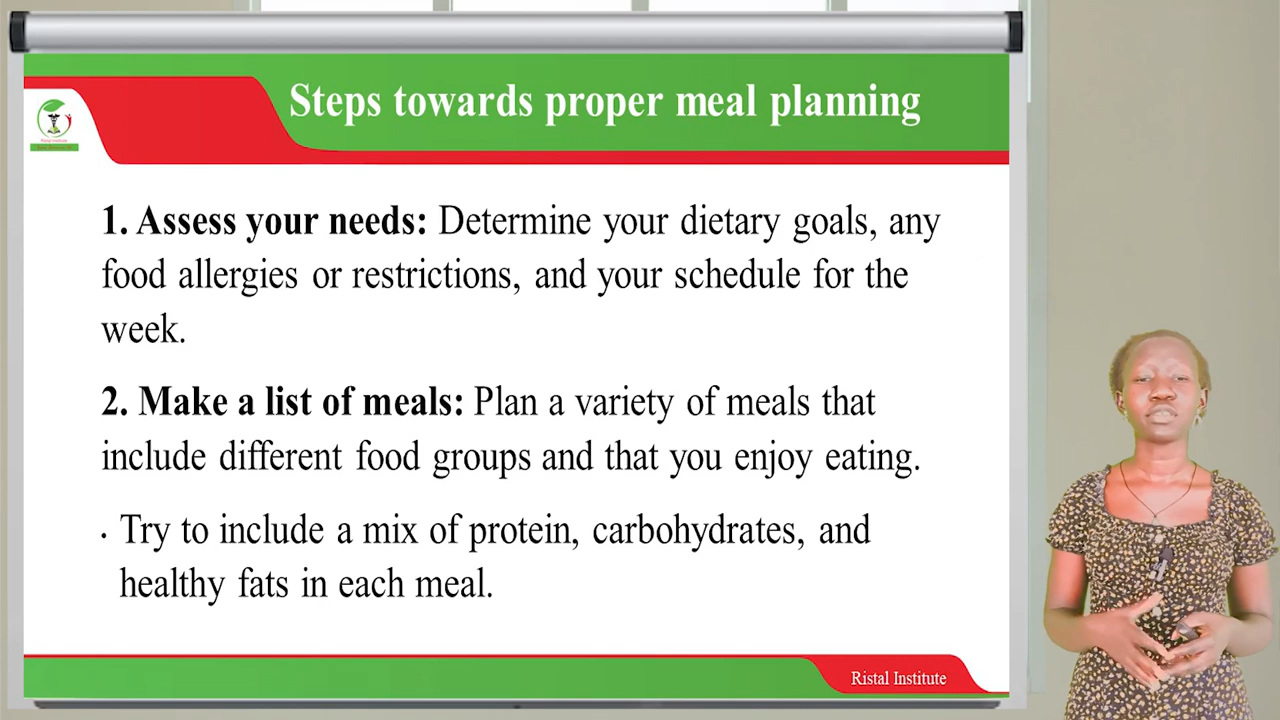 Steps towards proper meal planning
Ristal Institute
1. Assess your needs: Determine your dietary goals, any
food allergies or restrictions, and your schedule for the
week.
2. Make a list of meals: Plan a variety of meals that
include different food groups and that you enjoy eating.
· Try to include a mix of protein, carbohydrates, and
healthy fats in each meal.
Ristal Institute